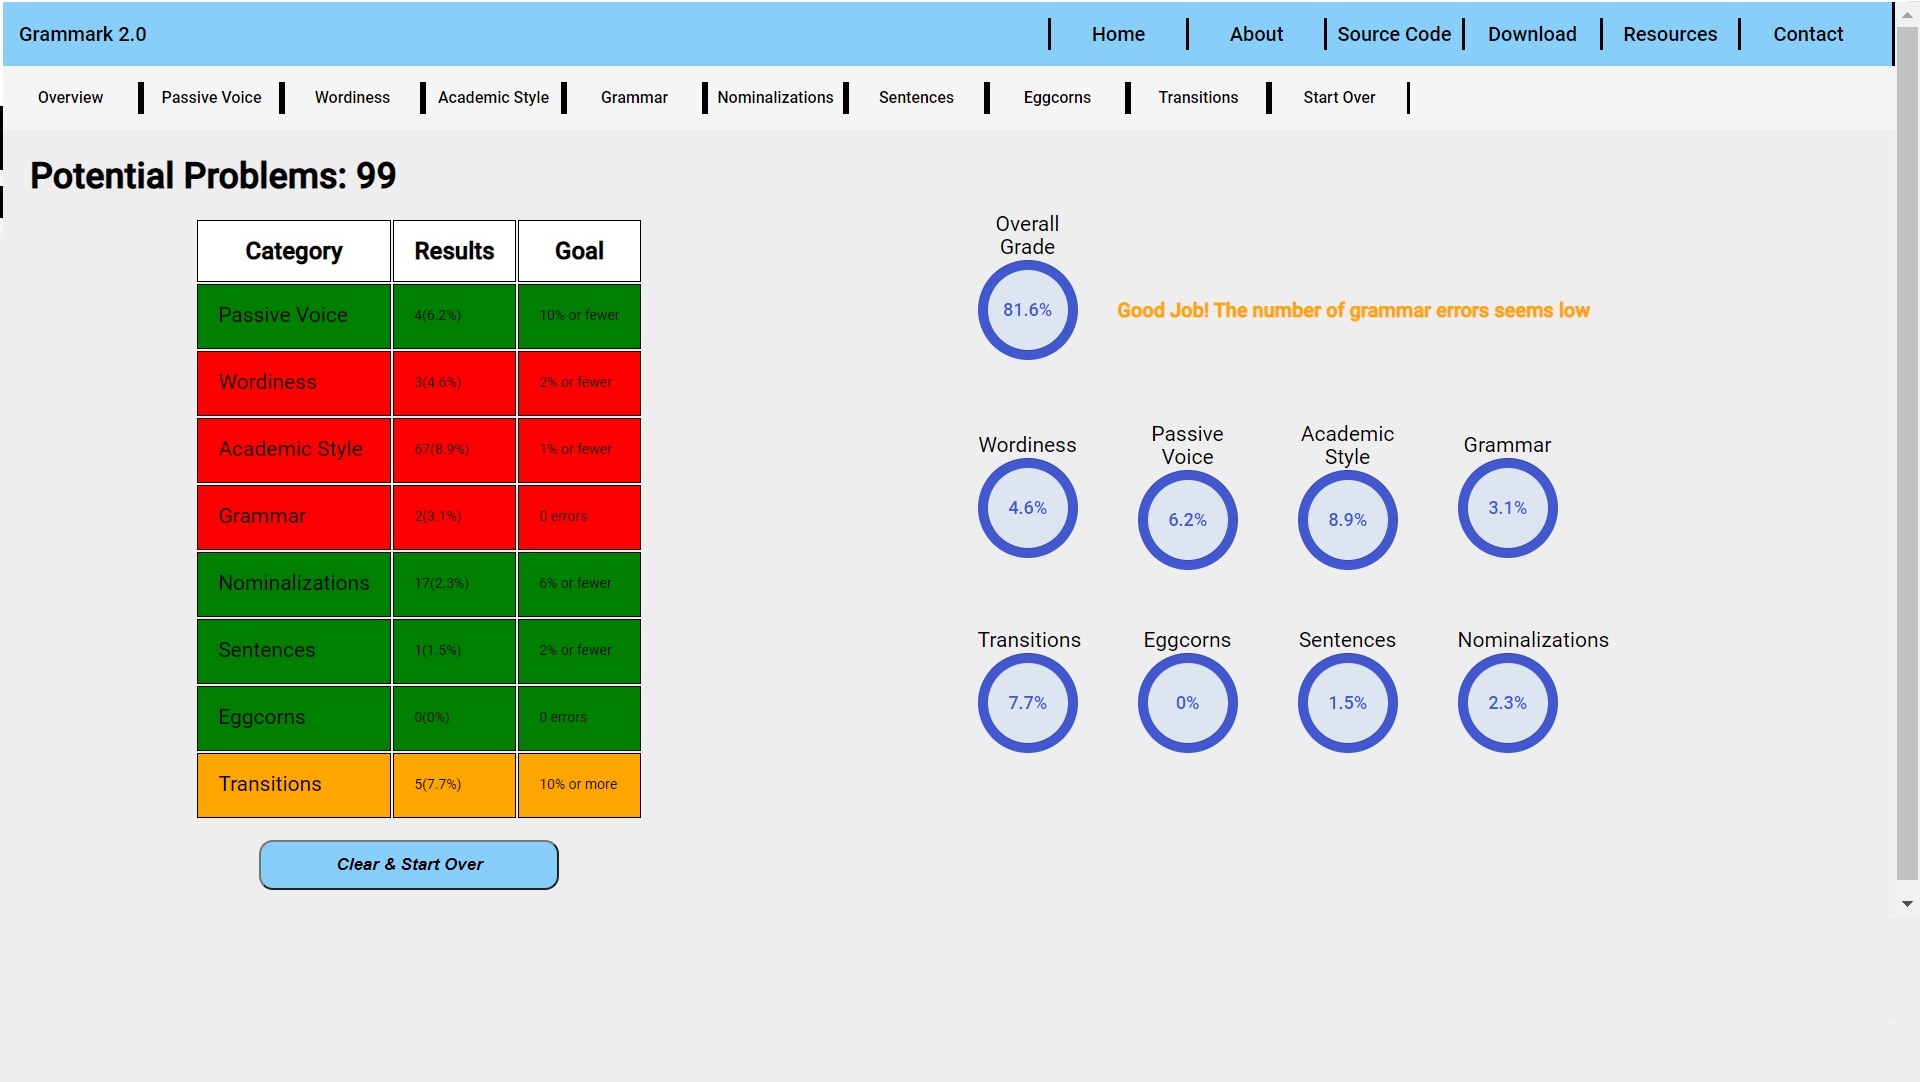 Grammark 2.0
Home About Source Code Download Resources Contact
Overview Passive Voice Wordiness Academic Style Grammar Nominalizations Sentences Eggcorns Transitions Start Over
Potential Problems: 99
Category Results Goal
Passive Voice 4(6.2%) 10% or fewer
Wordiness 3(4.6%) 2% or fewer
Academic Style 67(8.9%) 1% or fewer
Grammar 2(3.1%) 0 errors
Nominalizations 17(2.3%) 6% or fewer
Sentences 1(1.5%) 2% or fewer
Eggcorns 0(0%) 0 errors
Transitions 5(7.7%) 10% or more
Clear & Start Over
Overall
Grade
81.6%
Good Job! The number of grammar errors seems low
Wordiness
4.6%
Passive
Voice
6.2%
Academic
Style
8.9%
Grammar
3.1%
Transitions
7.7%
Eggcorns
0%
Sentences
1.5%
Nominalizations
2.3%